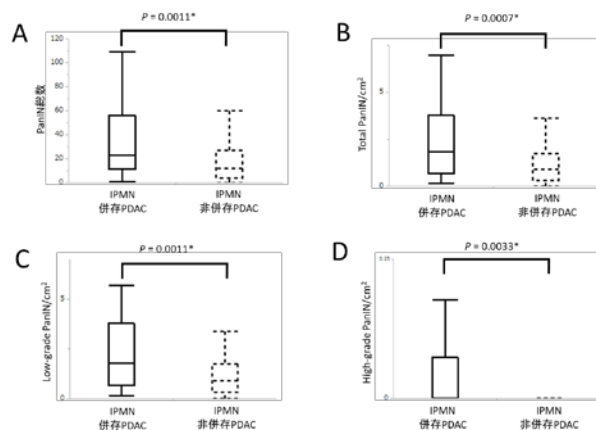 A
P = 0.0011*
PanIN総数
120
100
80
60
40
20
0
IPMN
併存PDAC
IPMN
非併存PDAC
B
P = 0.0007*
Total PanIN/cm²
5
0
IPMN
併存PDAC
IPMN
非併存PDAC
C
P = 0.0011*
Low-grade PanIN/cm²
5
0
IPMN
併存PDAC
IPMN
非併存PDAC
D
P = 0.0033*
High-grade PanIN/cm²
0.25
0
IPMN
併存PDAC
IPMN
非併存PDAC